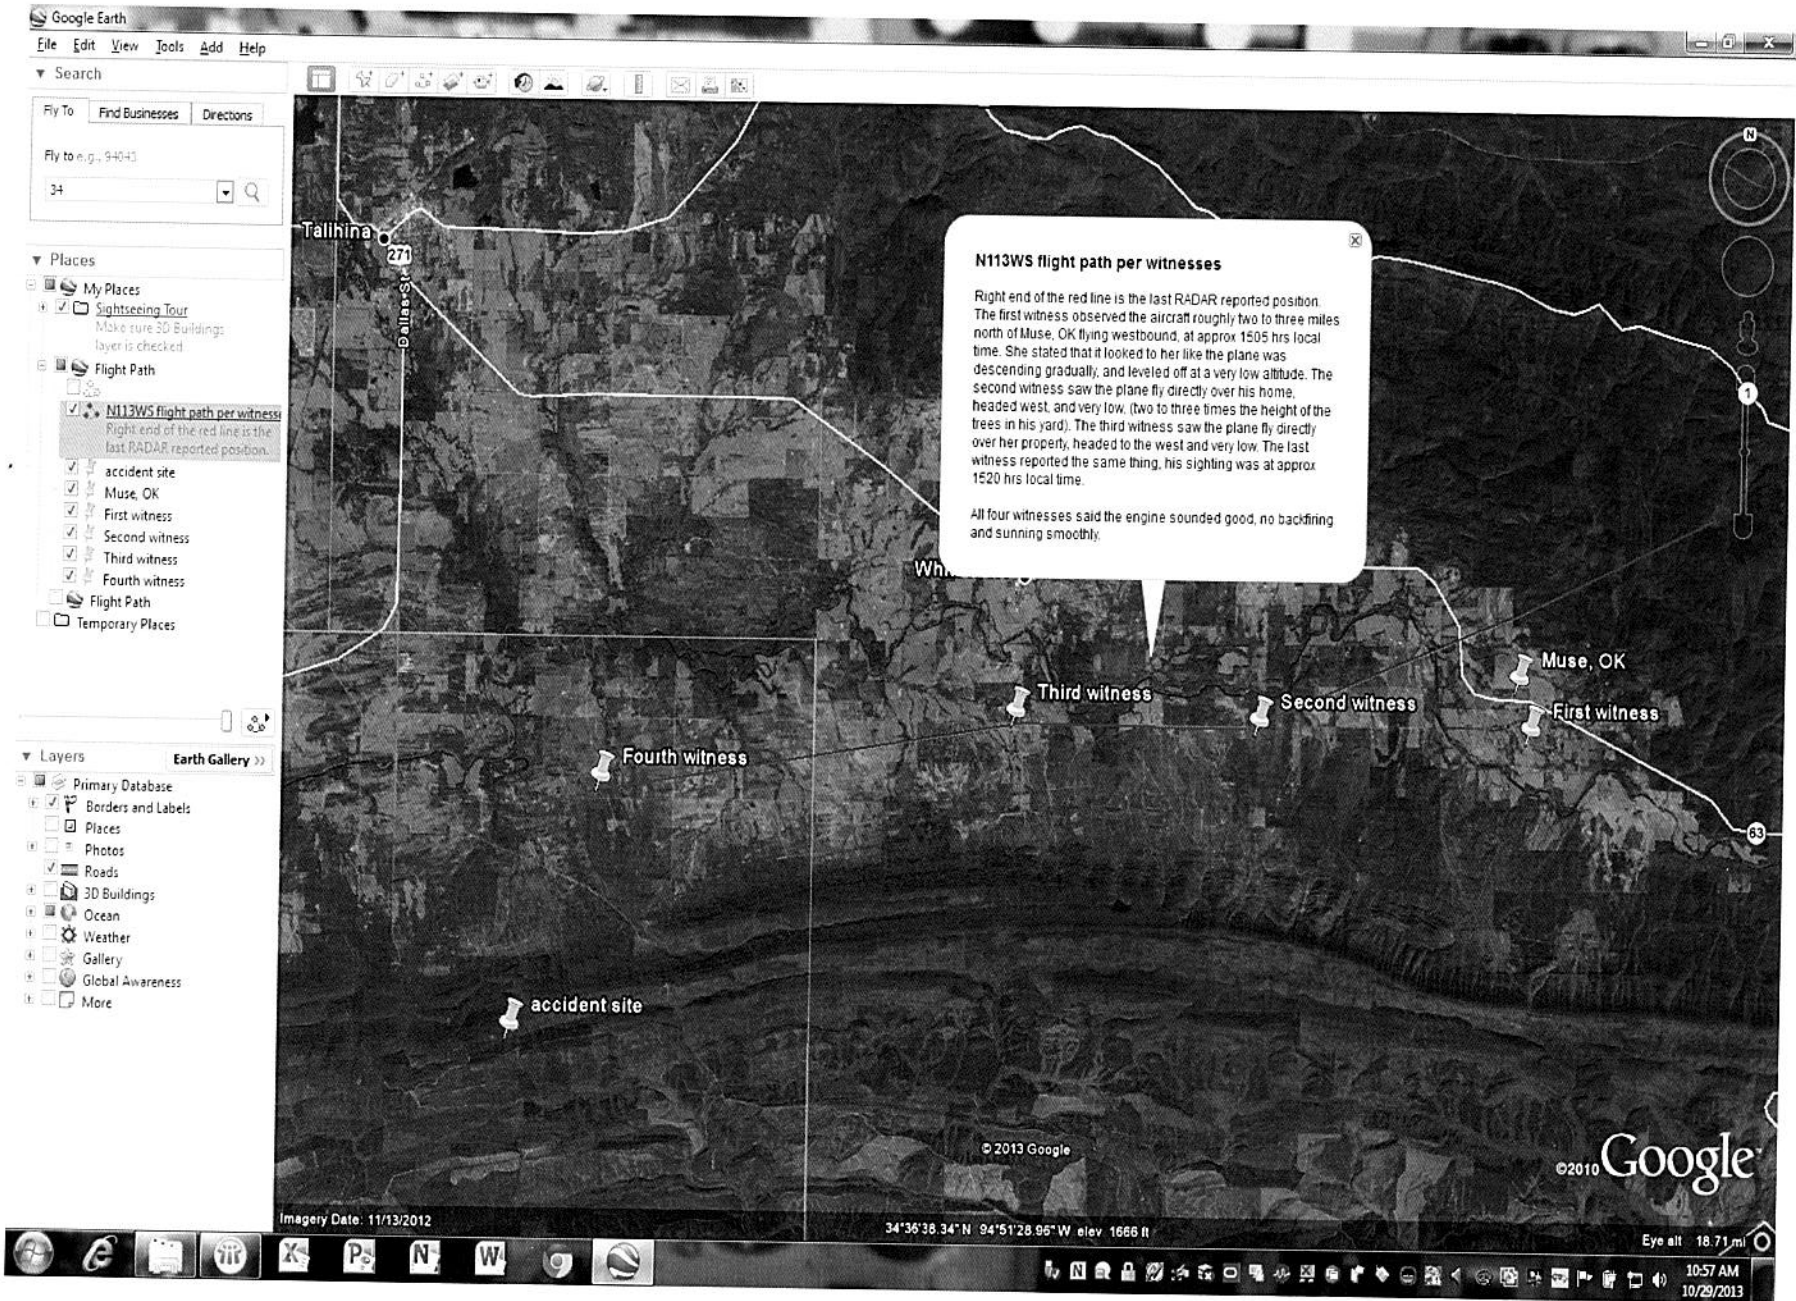 Google Earth
File Edit View Tools Add Help
Search
Fly To Find Businesses Directions
Fly to e.g., 94043
34
Places
My Places
Sightseeing Tour
Make sure 3D Buildings
layer is checked
Flight Path
N113WS flight path per witnesse
Right end of the red line is the
last RADAR reported position.
accident site
Muse, OK
First witness
Second witness
Third witness
Fourth witness
Flight Path
Temporary Places
Layers Earth Gallery >>
Primary Database
Borders and Labels
Places
Photos
Roads
3D Buildings
Ocean
Weather
Gallery
Global Awareness
More
Talihina
271
Dallas St
N
1
N113WS flight path per witnesses
Right end of the red line is the last RADAR reported position.
The first witness observed the aircraft roughly two to three miles
north of Muse, OK flying westbound, at approx 1505 hrs local
time. She stated that it looked to her like the plane was
descending gradually, and leveled off at a very low altitude. The
second witness saw the plane fly directly over his home,
headed west, and very low, (two to three times the height of the
trees in his yard). The third witness saw the plane fly directly
over her property, headed to the west and very low. The last
witness reported the same thing, his sighting was at approx
1520 hrs local time.
All four witnesses said the engine sounded good, no backfiring
and sunning smoothly.
Muse, OK
Third witness
Second witness
First witness
Fourth witness
63
accident site
© 2013 Google
©2010 Google
Imagery Date: 11/13/2012
34°36'38.34" N 94°51'28.96" W elev 1666 ft
Eye alt 18.71 mi
10:57 AM
10/29/2013